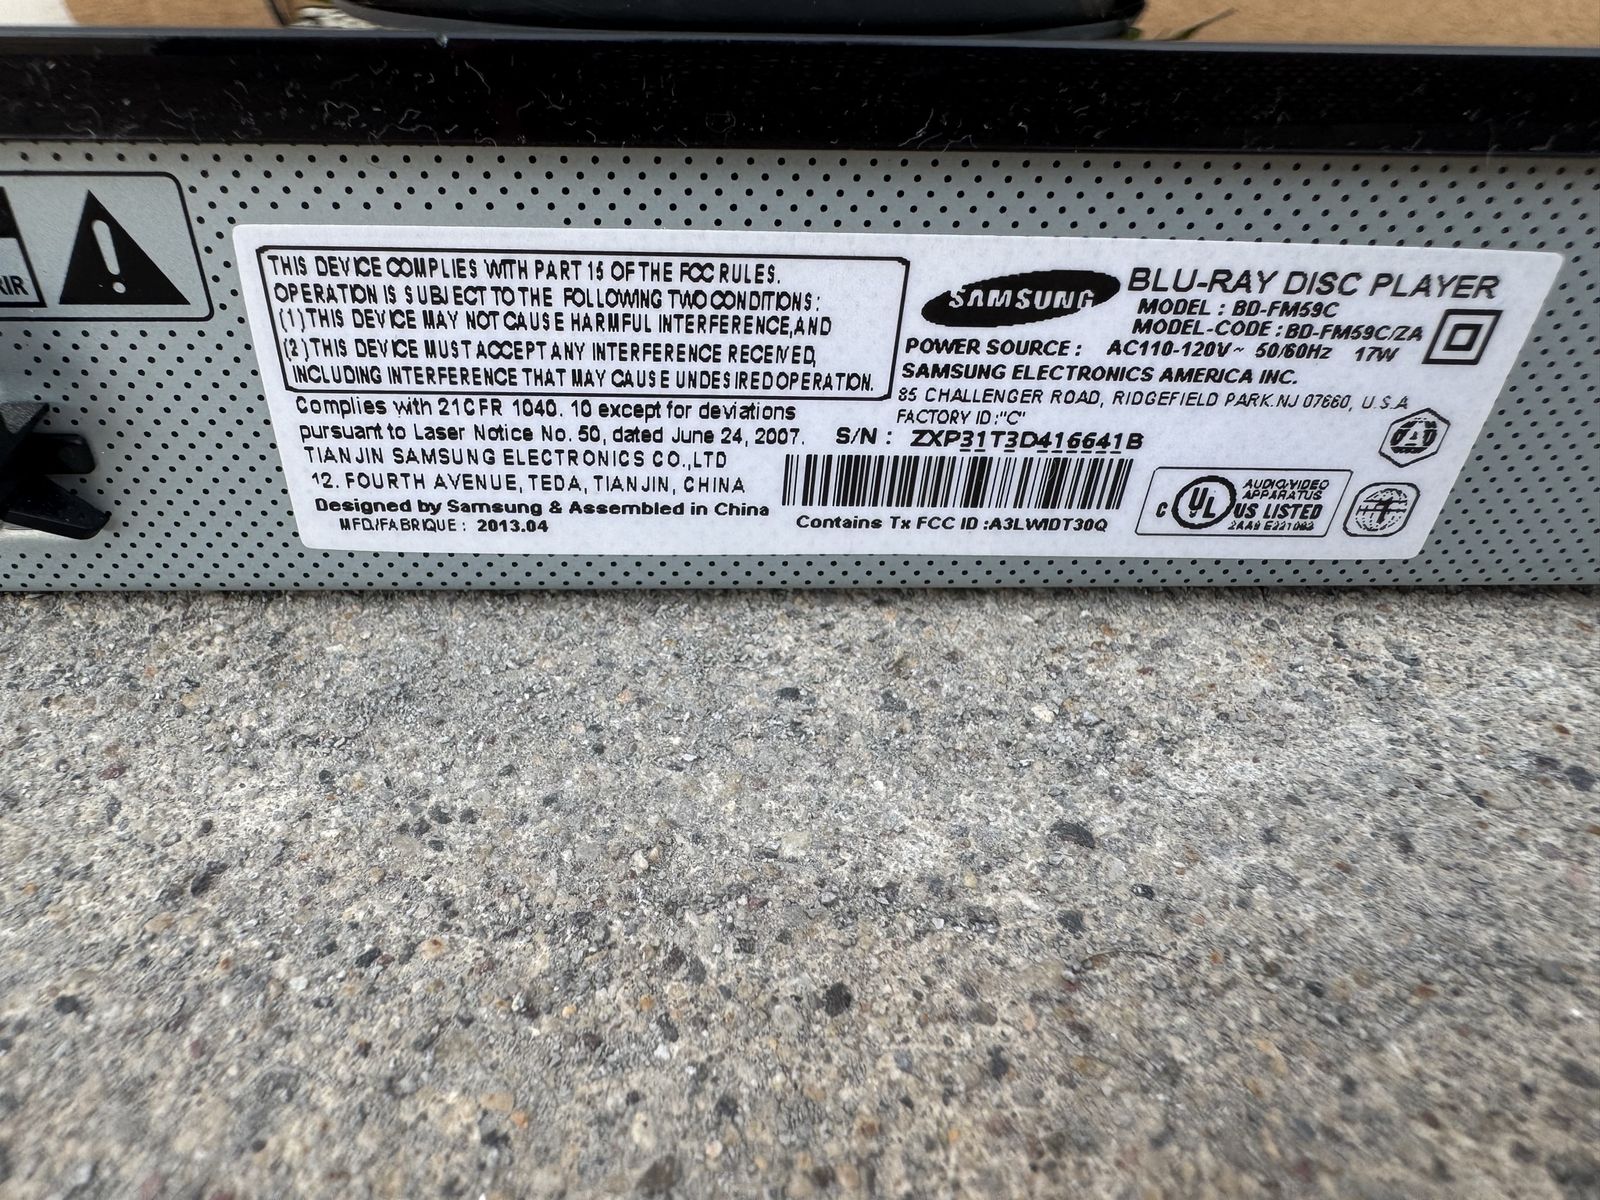 RIR
THIS DEVICE COMPLIES WITH PART 15 OF THE FCC RULES.
OPERATION IS SUBJECT TO THE FOLLOWING TWO CONDITIONS:
(1) THIS DEVICE MAY NOT CAUSE HARMFUL INTERFERENCE, AND
(2) THIS DEVICE MUST ACCEPT ANY INTERFERENCE RECEIVED,
INCLUDING INTERFERENCE THAT MAY CAUSE UNDESIRED OPERATION.
Complies with 21CFR 1040.10 except for deviations
pursuant to Laser Notice No. 50, dated June 24, 2007.
TIANJIN SAMSUNG ELECTRONICS CO.,LTD
12. FOURTH AVENUE, TEDA, TIANJIN, CHINA
Designed by Samsung & Assembled in China
MFD/FABRIQUE : 2013.04
SAMSUNG
BLU-RAY DISC PLAYER
MODEL : BD-FM59C
MODEL-CODE : BD-FM59C/ZA
POWER SOURCE : AC110-120V~ 50/60Hz 17W
SAMSUNG ELECTRONICS AMERICA INC.
85 CHALLENGER ROAD, RIDGEFIELD PARK.NJ 07660, U.S.A
FACTORY ID:"C"
S/N : ZXP31T3D416641B
Contains Tx FCC ID :A3LWIDT30Q
C UL US LISTED
AUDIO/VIDEO
APPARATUS